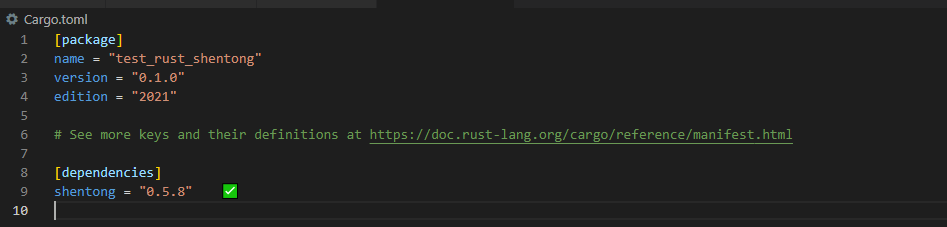 Cargo.toml
1 [package]
2 name = "test_rust_shentong"
3 version = "0.1.0"
4 edition = "2021"
5
6 # See more keys and their definitions at https://doc.rust-lang.org/cargo/reference/manifest.html
7
8 [dependencies]
9 shentong = "0.5.8" ✅
10